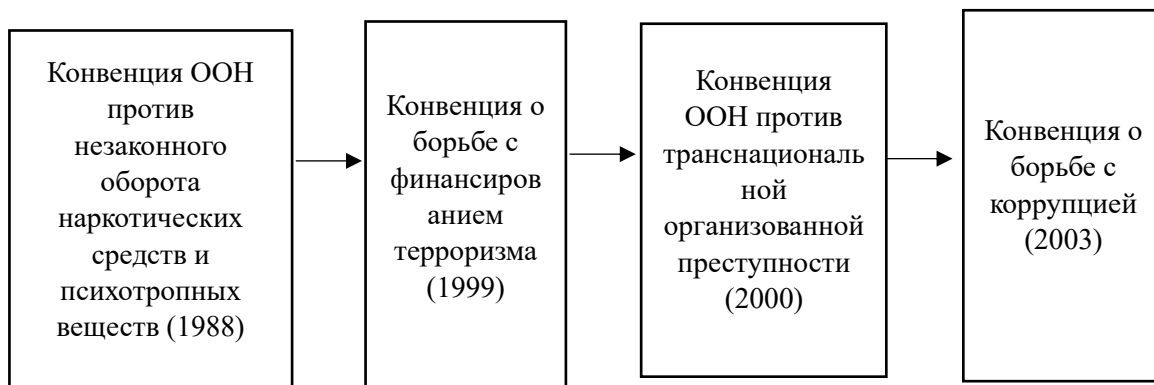 Конвенция ООН
против
незаконного
оборота
наркотических
средств и
психотропных
веществ (1988)
Конвенция о
борьбе с
финансиров
анием
терроризма
(1999)
Конвенция
ООН против
транснациональ
ной
организованной
преступности
(2000)
Конвенция о
борьбе с
коррупцией
(2003)